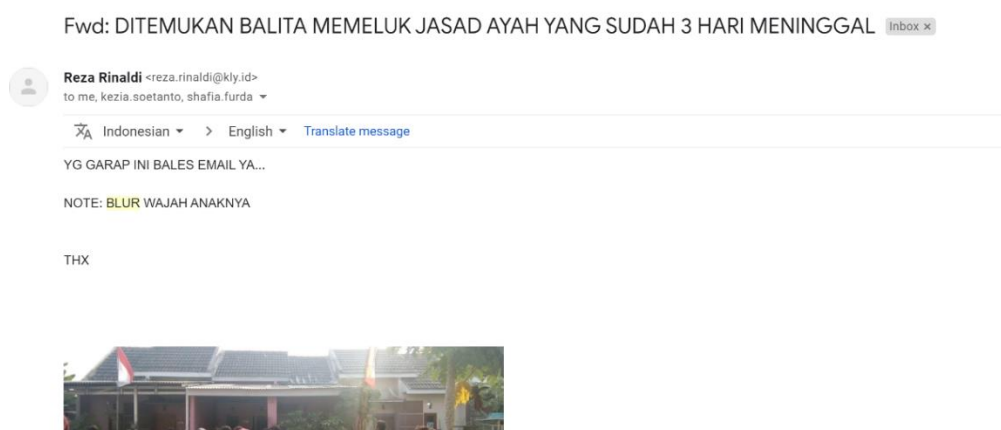 Fwd: DITEMUKAN BALITA MEMELUK JASAD AYAH YANG SUDAH 3 HARI MENINGGAL Inbox ×
Reza Rinaldi <reza.rinaldi@kly.id>
to me, kezia.soetanto, shafia.furda
Indonesian > English Translate message
YG GARAP INI BALES EMAIL YA...
NOTE: BLUR WAJAH ANAKNYA
THX